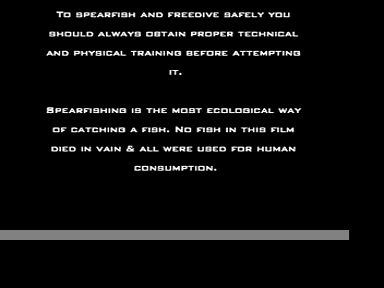 To spearfish and freedive safely you
should always obtain proper technical
and physical training before attempting
it.
Spearfishing is the most ecological way
of catching a fish. No fish in this film
died in vain & all were used for human
consumption.